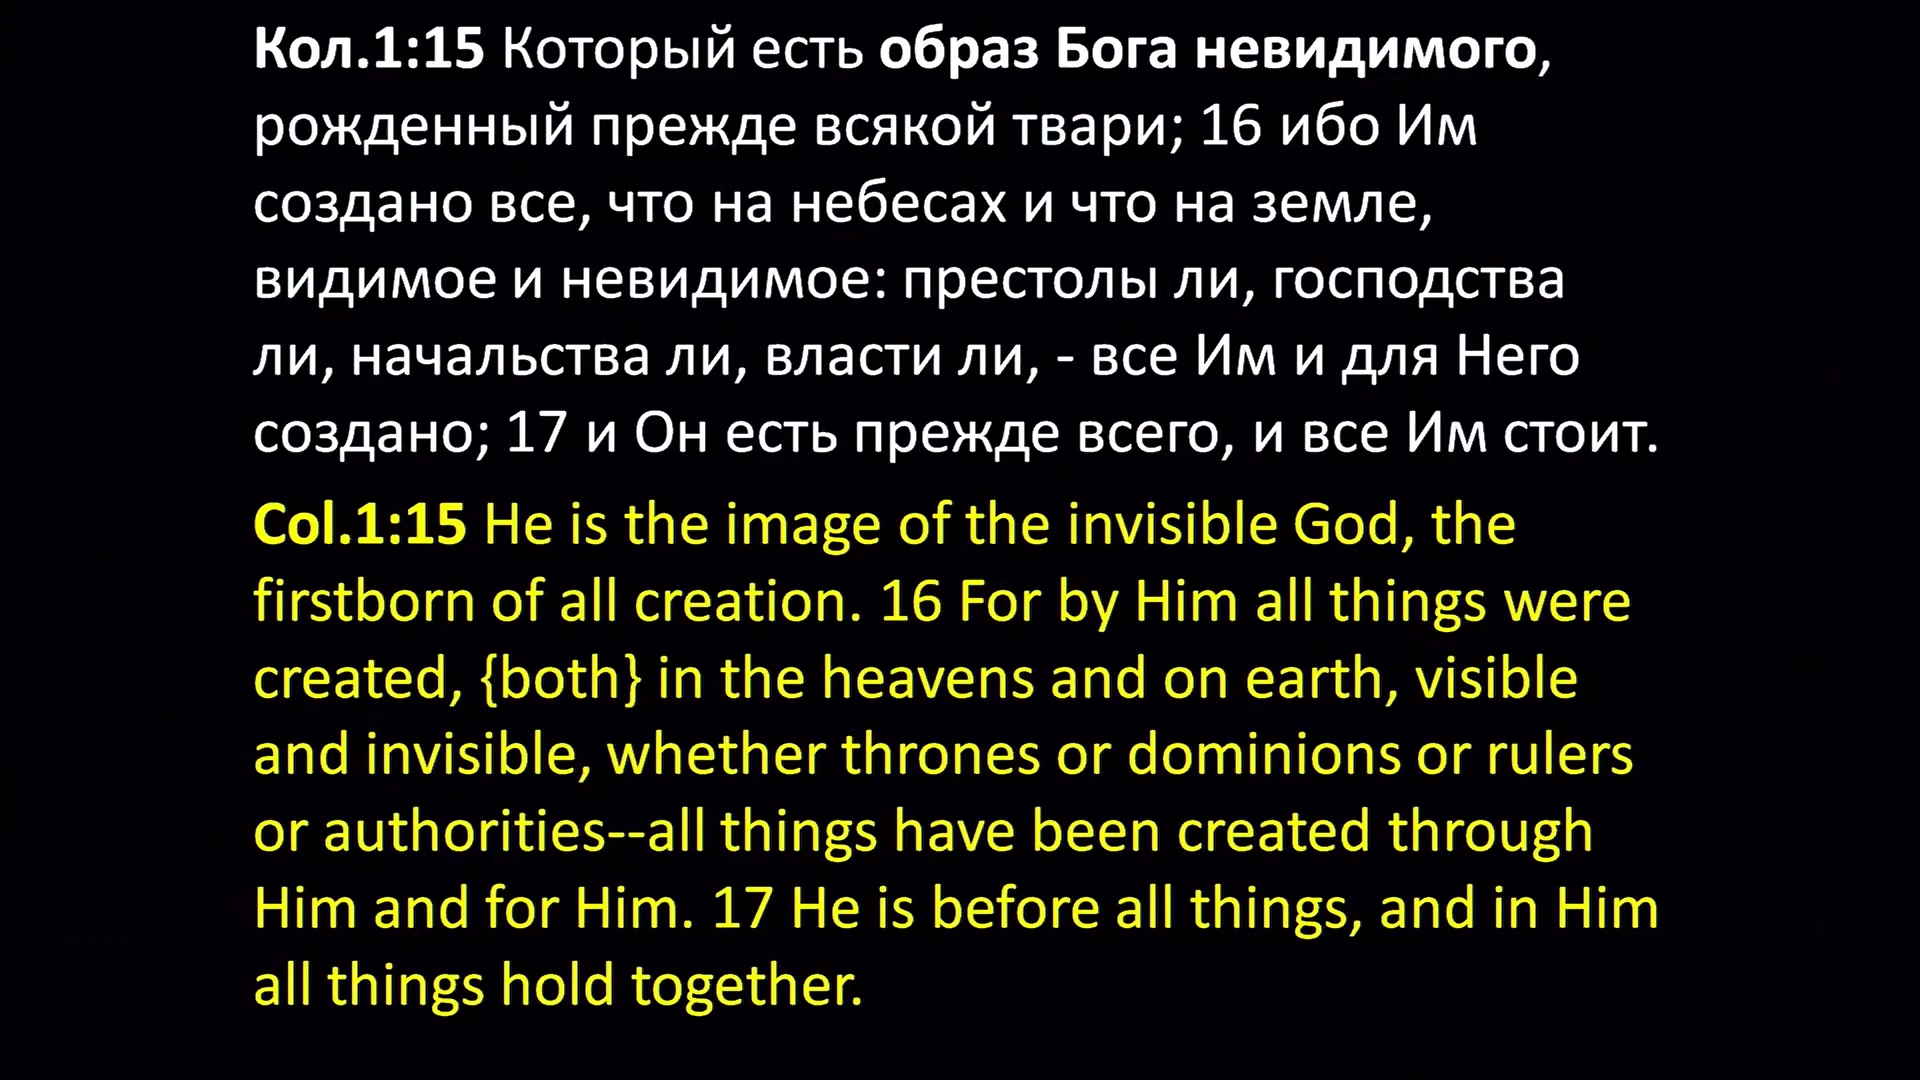 Кол.1:15 Который есть образ Бога невидимого,
рожденный прежде всякой твари; 16 ибо Им
создано все, что на небесах и что на земле,
видимое и невидимое: престолы ли, господства
ли, начальства ли, власти ли, - все Им и для Него
создано; 17 и Он есть прежде всего, и все Им стоит.
Col.1:15 He is the image of the invisible God, the
firstborn of all creation. 16 For by Him all things were
created, {both} in the heavens and on earth, visible
and invisible, whether thrones or dominions or rulers
or authorities--all things have been created through
Him and for Him. 17 He is before all things, and in Him
all things hold together.